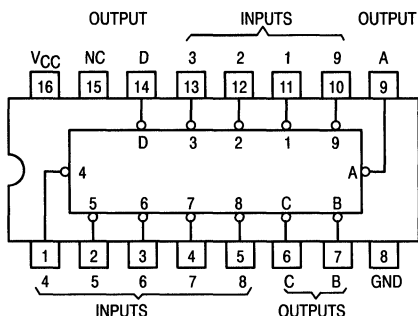 OUTPUT INPUTS OUTPUT
VCC NC D 3 2 1 9 A
16 15 14 13 12 11 10 9
D 3 2 1 9
4 A
5 6 7 8 C B
1 2 3 4 5 6 7 8
4 5 6 7 8 C B GND
INPUTS OUTPUTS